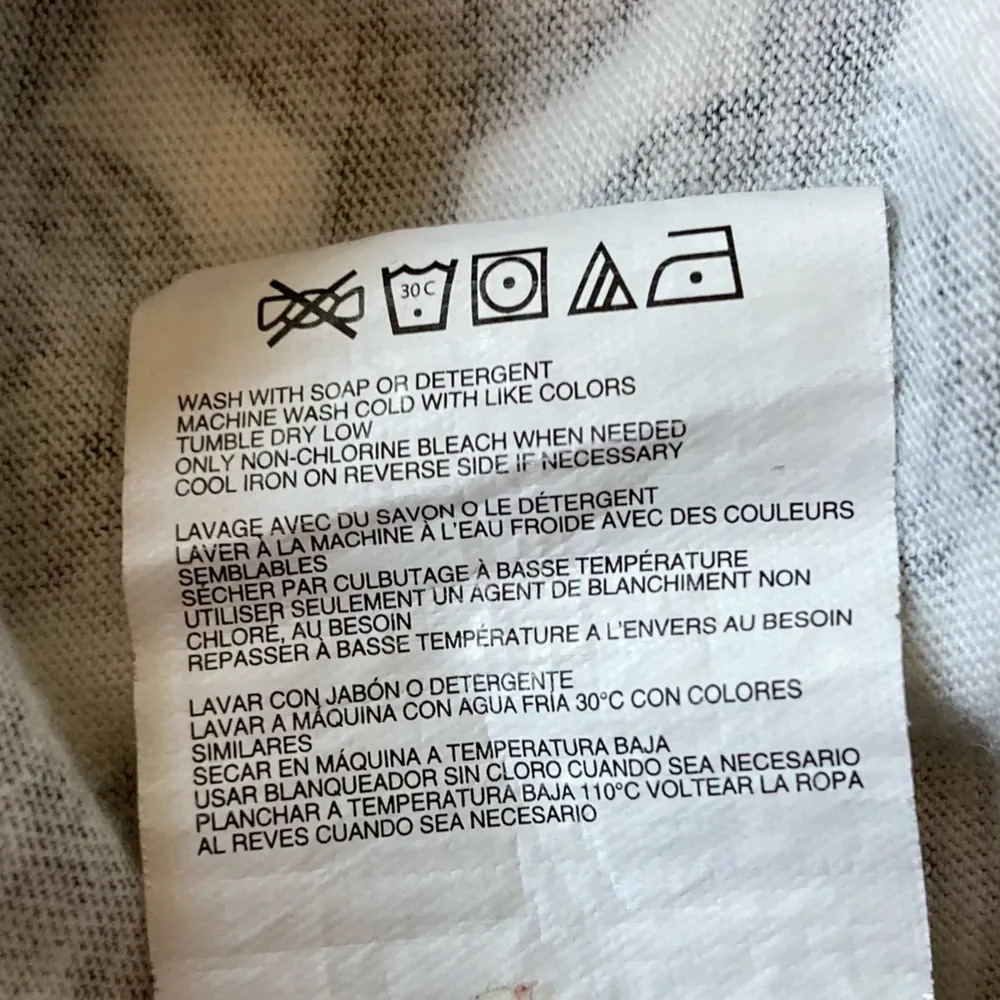 30 C
WASH WITH SOAP OR DETERGENT
MACHINE WASH COLD WITH LIKE COLORS
TUMBLE DRY LOW
ONLY NON-CHLORINE BLEACH WHEN NEEDED
COOL IRON ON REVERSE SIDE IF NECESSARY
LAVAGE AVEC DU SAVON O LE DÉTERGENT
LAVER À LA MACHINE À L'EAU FROIDE AVEC DES COULEURS
SEMBLABLES
SÉCHER PAR CULBUTAGE À BASSE TEMPÉRATURE
UTILISER SEULEMENT UN AGENT DE BLANCHIMENT NON
CHLORÉ, AU BESOIN
REPASSER À BASSE TEMPÉRATURE A L'ENVERS AU BESOIN
LAVAR CON JABÓN O DETERGENTE
LAVAR A MÁQUINA CON AGUA FRÍA 30°C CON COLORES
SIMILARES
SECAR EN MÁQUINA A TEMPERATURA BAJA
USAR BLANQUEADOR SIN CLORO CUANDO SEA NECESARIO
PLANCHAR A TEMPERATURA BAJA 110°C VOLTEAR LA ROPA
AL REVES CUANDO SEA NECESARIO